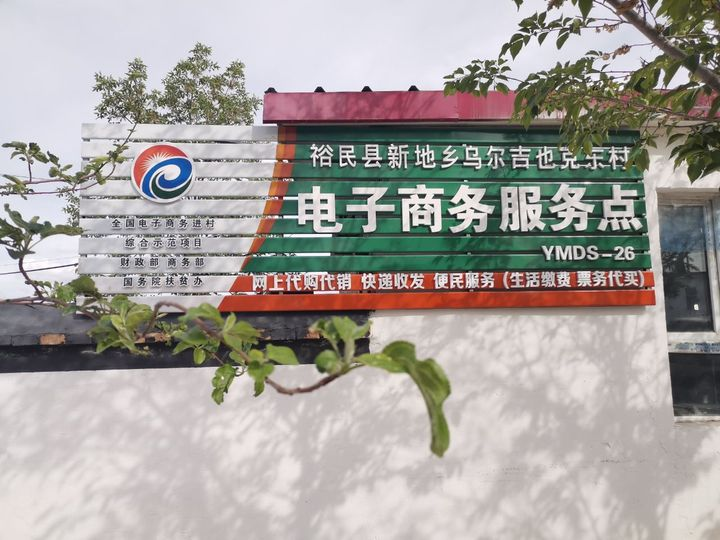 裕民县新地乡乌尔吉也克东村
电子商务服务点
YMDS-26
网上代购代销 快递收发 便民服务（生活缴费 票务代买）
全国电子商务进村
综合示范项目
财政部 商务部
国务院扶贫办